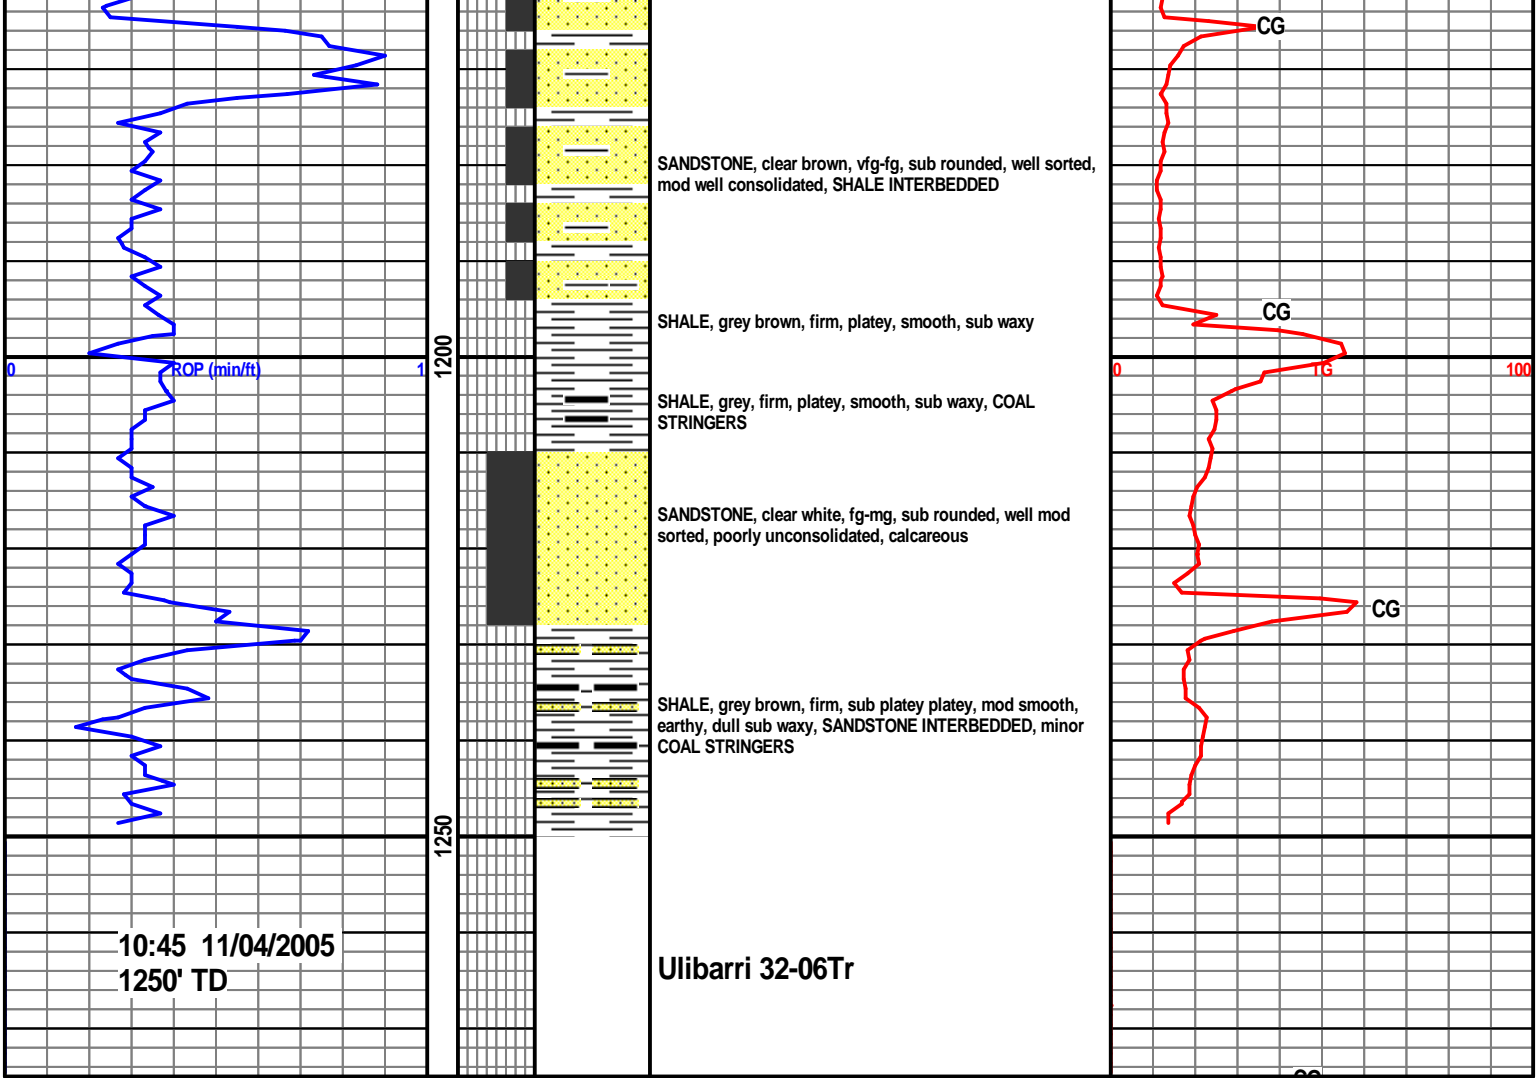 CG
SANDSTONE, clear brown, vfg-fg, sub rounded, well sorted,
mod well consolidated, SHALE INTERBEDDED
CG
SHALE, grey brown, firm, platey, smooth, sub waxy
1200
0 ROP (min/ft) 1
0 TG 100
SHALE, grey, firm, platey, smooth, sub waxy, COAL
STRINGERS
SANDSTONE, clear white, fg-mg, sub rounded, well mod
sorted, poorly unconsolidated, calcareous
CG
SHALE, grey brown, firm, sub platey platey, mod smooth,
earthy, dull sub waxy, SANDSTONE INTERBEDDED, minor
COAL STRINGERS
1250
10:45 11/04/2005
1250' TD
Ulibarri 32-06Tr